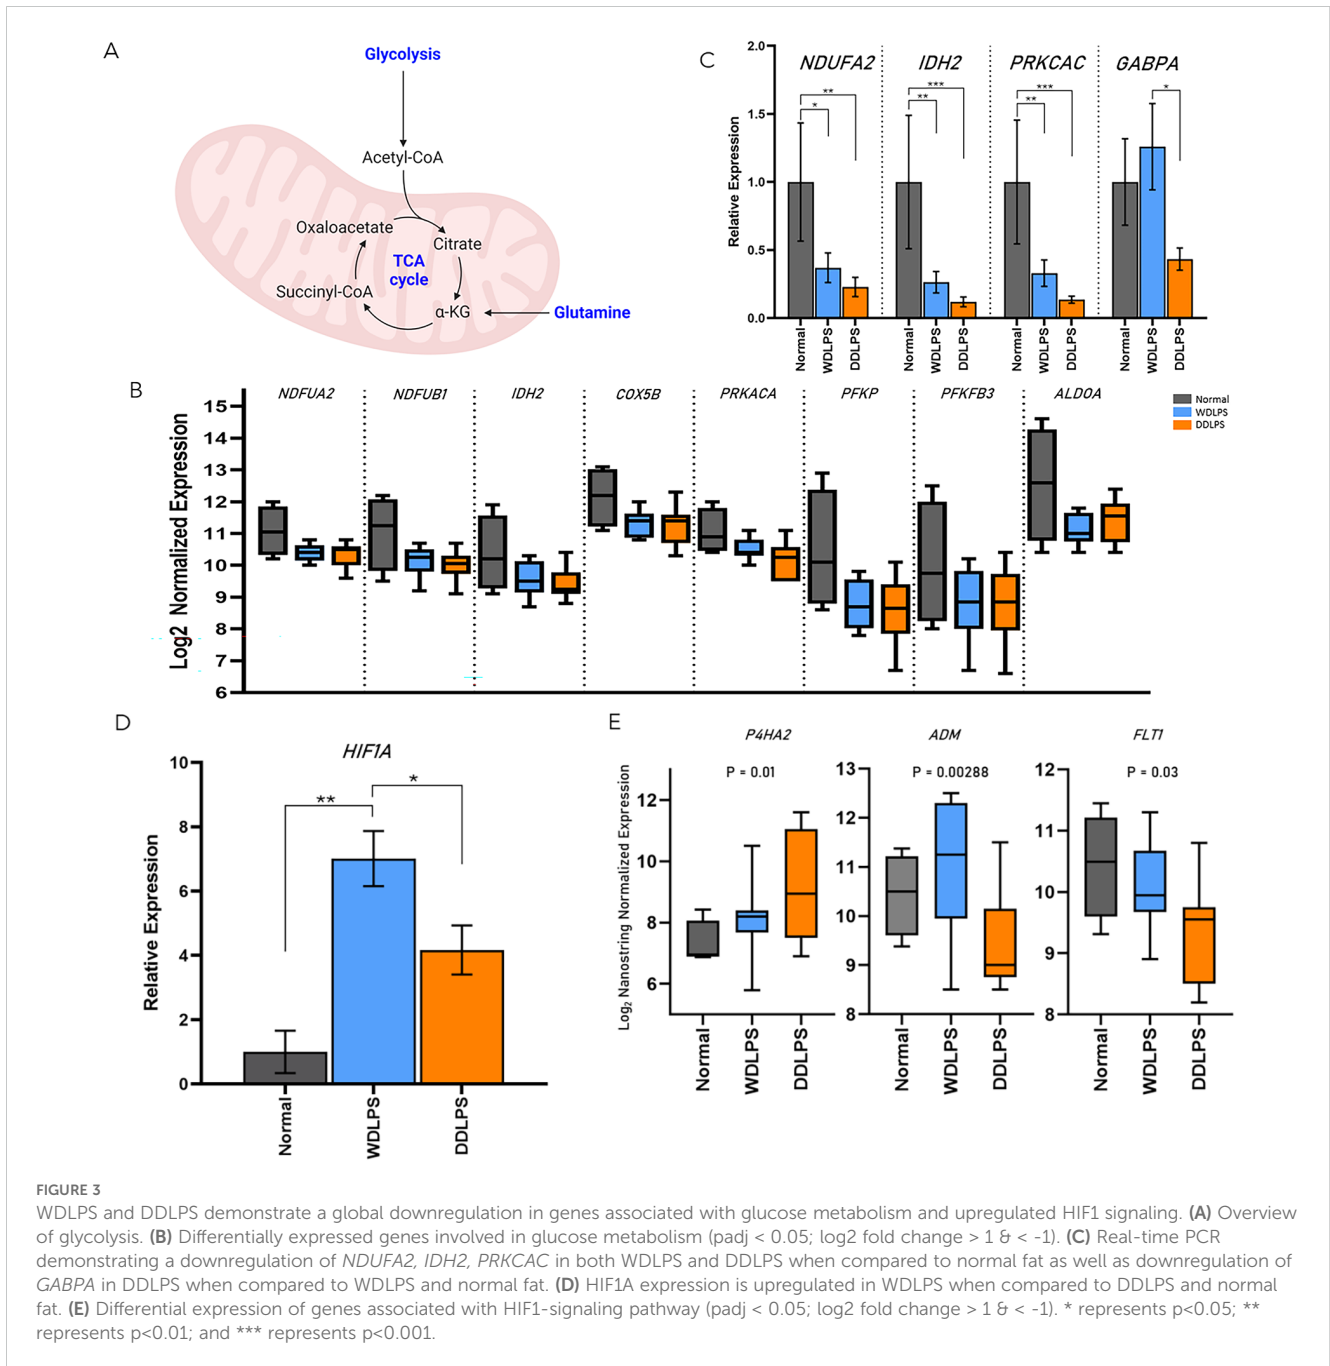 A
Glycolysis
Acetyl-CoA
Oxaloacetate
Citrate
TCA
cycle
Succinyl-CoA
α-KG
Glutamine
C
NDUFA2 IDH2 PRKCAC GABPA
Relative Expression
2.0
1.5
1.0
0.5
0.0
** * *** ** *** ** *
Normal WDLPS DDLPS Normal WDLPS DDLPS Normal WDLPS DDLPS Normal WDLPS DDLPS
B
NDFUA2 NDFUB1 IDH2 COX5B PRKACA PFKP PFKFB3 ALDOA
Log2 Normalized Expression
15
14
13
12
11
10
9
8
7
6
Normal
WDLPS
DDLPS
D
HIF1A
Relative Expression
10
8
6
4
2
0
** *
Normal WDLPS DDLPS
E
P4HA2 ADM FLT1
P = 0.01 P = 0.00288 P = 0.03
Log2 Nanostring Normalized Expression
12
10
8
6
13
12
11
10
9
8
12
11
10
9
8
Normal WDLPS DDLPS Normal WDLPS DDLPS Normal WDLPS DDLPS
FIGURE 3
WDLPS and DDLPS demonstrate a global downregulation in genes associated with glucose metabolism and upregulated HIF1 signaling. (A) Overview
of glycolysis. (B) Differentially expressed genes involved in glucose metabolism (padj < 0.05; log2 fold change > 1 & < -1). (C) Real-time PCR
demonstrating a downregulation of NDUFA2, IDH2, PRKCAC in both WDLPS and DDLPS when compared to normal fat as well as downregulation of
GABPA in DDLPS when compared to WDLPS and normal fat. (D) HIF1A expression is upregulated in WDLPS when compared to DDLPS and normal
fat. (E) Differential expression of genes associated with HIF1-signaling pathway (padj < 0.05; log2 fold change > 1 & < -1). * represents p<0.05; **
represents p<0.01; and *** represents p<0.001.